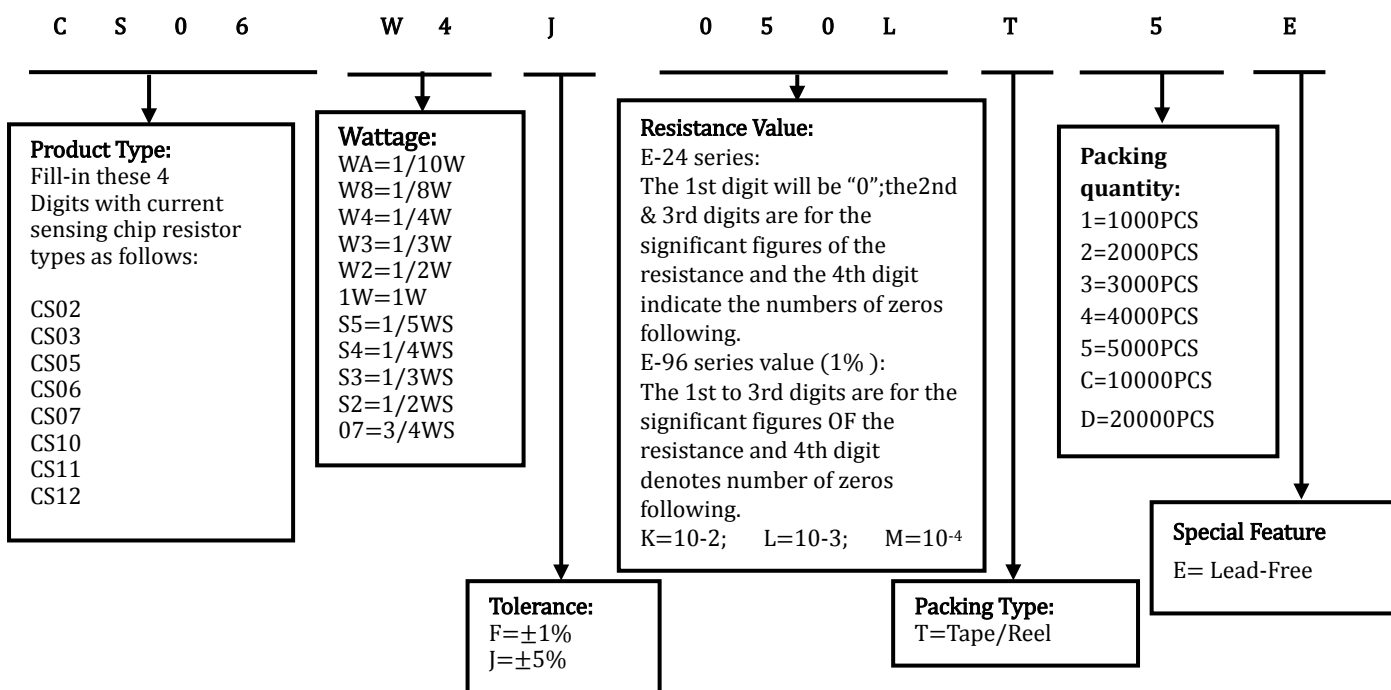 C S 0 6 W 4 J 0 5 0 L T 5 E
Product Type:
Fill-in these 4
Digits with current
sensing chip resistor
types as follows:
CS02
CS03
CS05
CS06
CS07
CS10
CS11
CS12
Wattage:
WA=1/10W
W8=1/8W
W4=1/4W
W3=1/3W
W2=1/2W
1W=1W
S5=1/5WS
S4=1/4WS
S3=1/3WS
S2=1/2WS
07=3/4WS
Tolerance:
F=±1%
J=±5%
Resistance Value:
E-24 series:
The 1st digit will be “0”;the2nd
& 3rd digits are for the
significant figures of the
resistance and the 4th digit
indicate the numbers of zeros
following.
E-96 series value (1% ):
The 1st to 3rd digits are for the
significant figures OF the
resistance and 4th digit
denotes number of zeros
following.
K=10-2; L=10-3; M=10⁻⁴
Packing Type:
T=Tape/Reel
Packing
quantity:
1=1000PCS
2=2000PCS
3=3000PCS
4=4000PCS
5=5000PCS
C=10000PCS
D=20000PCS
Special Feature
E= Lead-Free